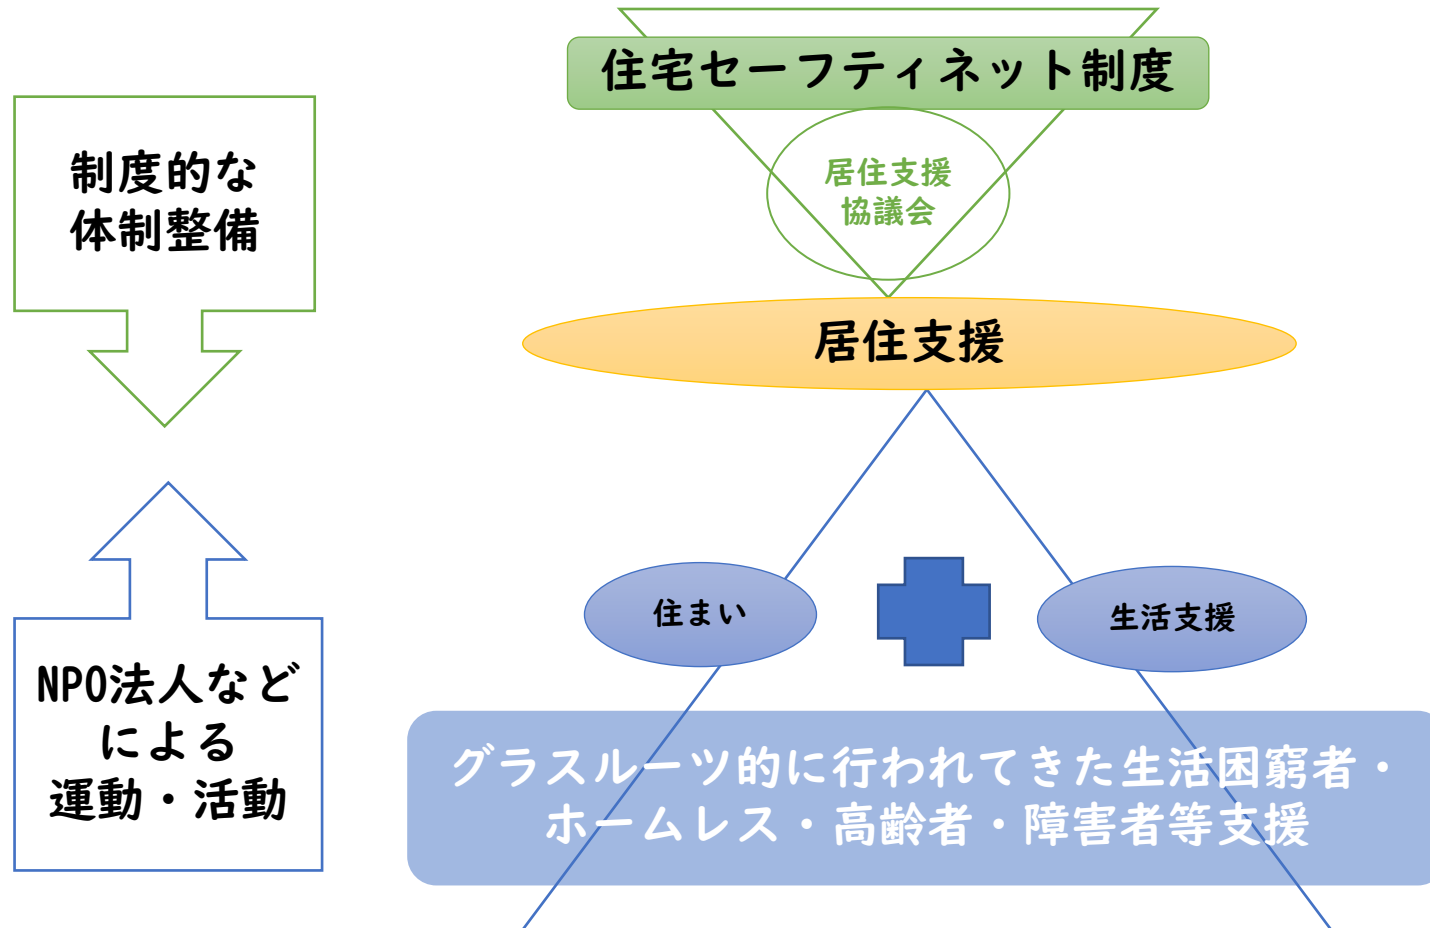 住宅セーフティネット制度
居住支援
協議会
制度的な
体制整備
居住支援
住まい
生活支援
NPO法人など
による
運動・活動
グラスルーツ的に行われてきた生活困窮者・
ホームレス・高齢者・障害者等支援